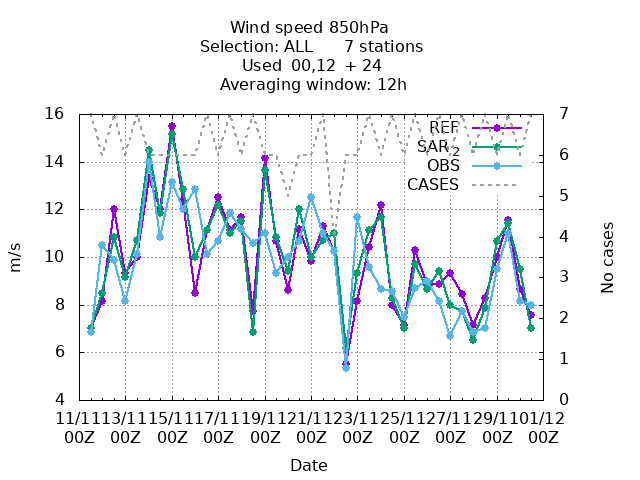 Wind speed 850hPa
Selection: ALL 7 stations
Used 00,12 + 24
Averaging window: 12h
16 7
REF
SAR,2
14 6
OBS
CASES
12 5
10 4
m/s No cases
8 3
2
6 1
4 0
11/11 13/11 15/11 17/11 19/11 21/11 23/11 25/11 27/11 29/11 01/12
00Z 00Z 00Z 00Z 00Z 00Z 00Z 00Z 00Z 00Z 00Z
Date